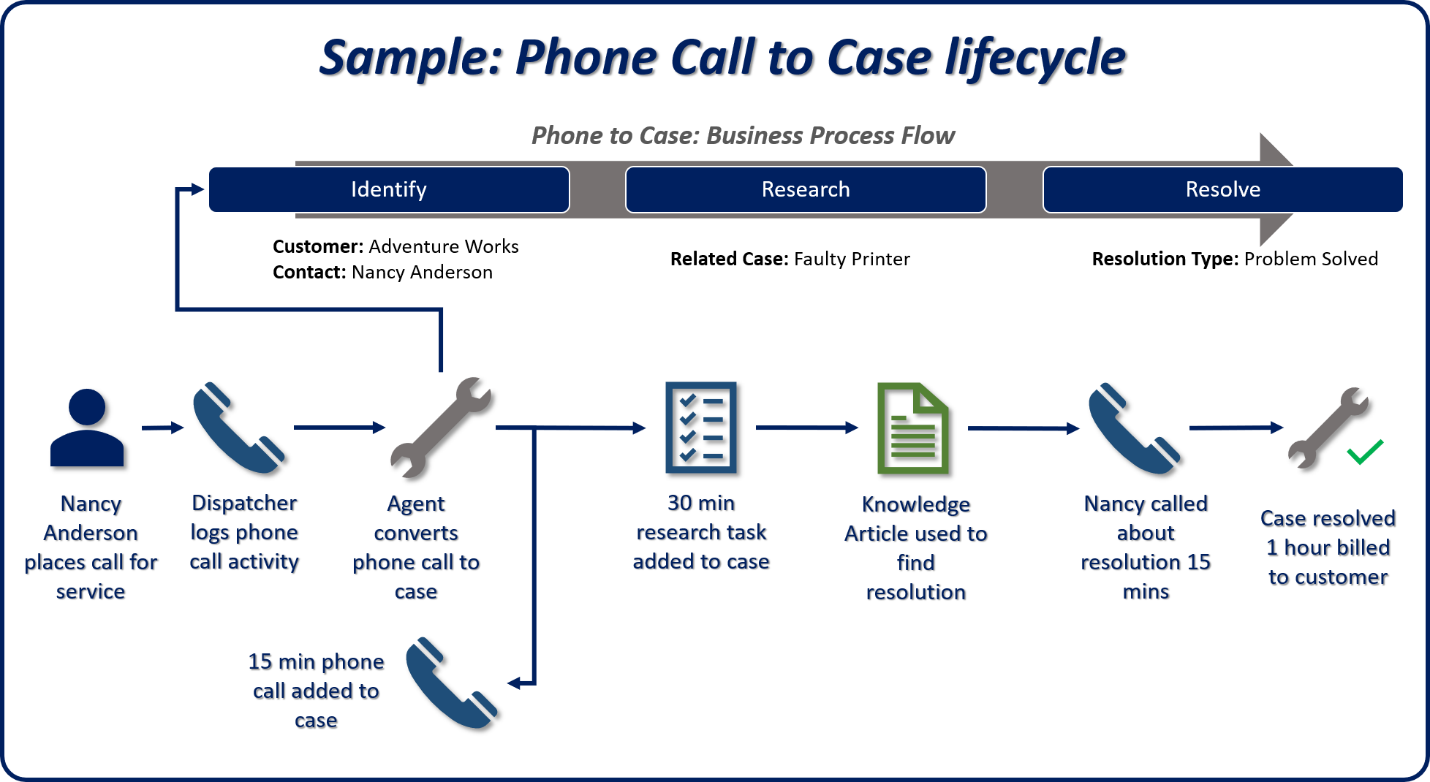 Sample: Phone Call to Case lifecycle
Phone to Case: Business Process Flow
Identify
Research
Resolve
Customer: Adventure Works
Contact: Nancy Anderson
Related Case: Faulty Printer
Resolution Type: Problem Solved
Nancy
Anderson
places call for
service
Dispatcher
logs phone
call activity
Agent
converts
phone call to
case
30 min
research task
added to case
Knowledge
Article used to
find
resolution
Nancy called
about
resolution 15
mins
Case resolved
1 hour billed
to customer
15 min phone
call added to
case